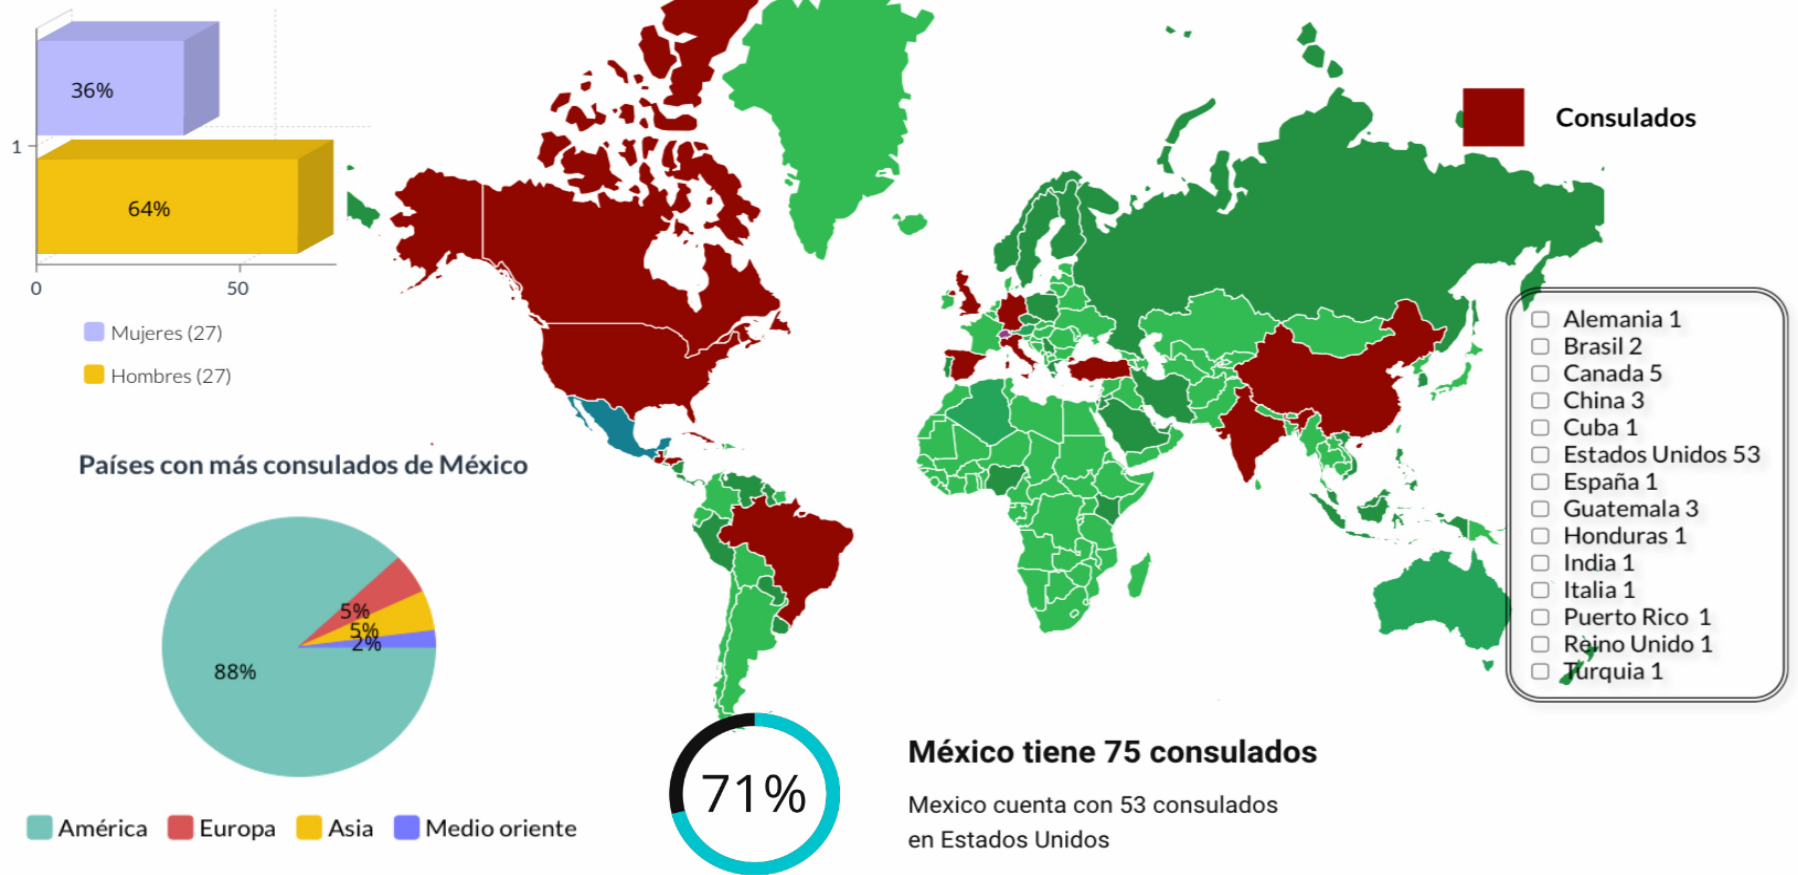 36%
1
64%
0 50
Mujeres (27)
Hombres (27)
Países con más consulados de México
5%
5%
2%
88%
América Europa Asia Medio oriente
Consulados
Alemania 1
Brasil 2
Canada 5
China 3
Cuba 1
Estados Unidos 53
España 1
Guatemala 3
Honduras 1
India 1
Italia 1
Puerto Rico 1
Reino Unido 1
Turquia 1
71%
México tiene 75 consulados
Mexico cuenta con 53 consulados
en Estados Unidos